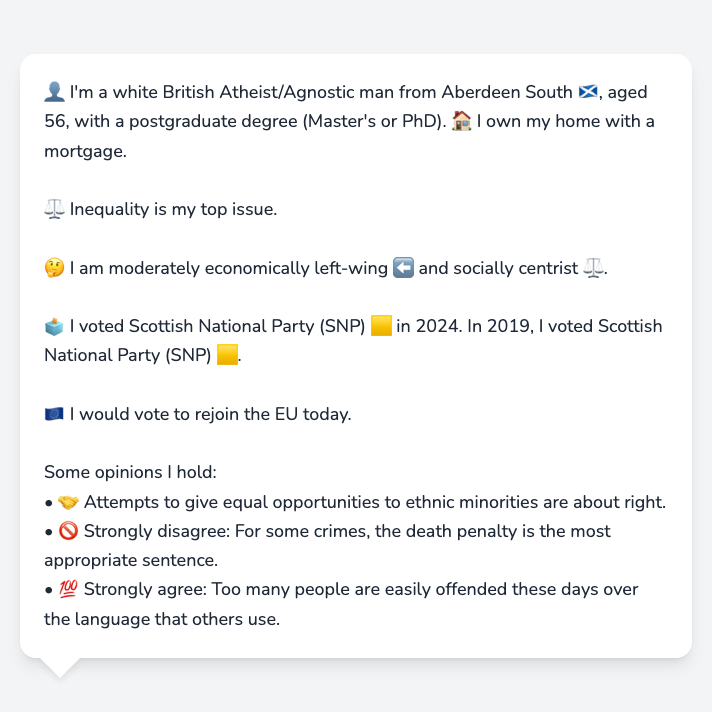 👤 I'm a white British Atheist/Agnostic man from Aberdeen South 🏴󠁧󠁢󠁳󠁣󠁴󠁿, aged
56, with a postgraduate degree (Master's or PhD). 🏠 I own my home with a
mortgage.
⚖️ Inequality is my top issue.
🤔 I am moderately economically left-wing ⬅️ and socially centrist ⚖️.
🗳️ I voted Scottish National Party (SNP) 🟨 in 2024. In 2019, I voted Scottish
National Party (SNP) 🟨.
🇪🇺 I would vote to rejoin the EU today.
Some opinions I hold:
• 🤝 Attempts to give equal opportunities to ethnic minorities are about right.
• 🚫 Strongly disagree: For some crimes, the death penalty is the most
appropriate sentence.
• 💯 Strongly agree: Too many people are easily offended these days over
the language that others use.